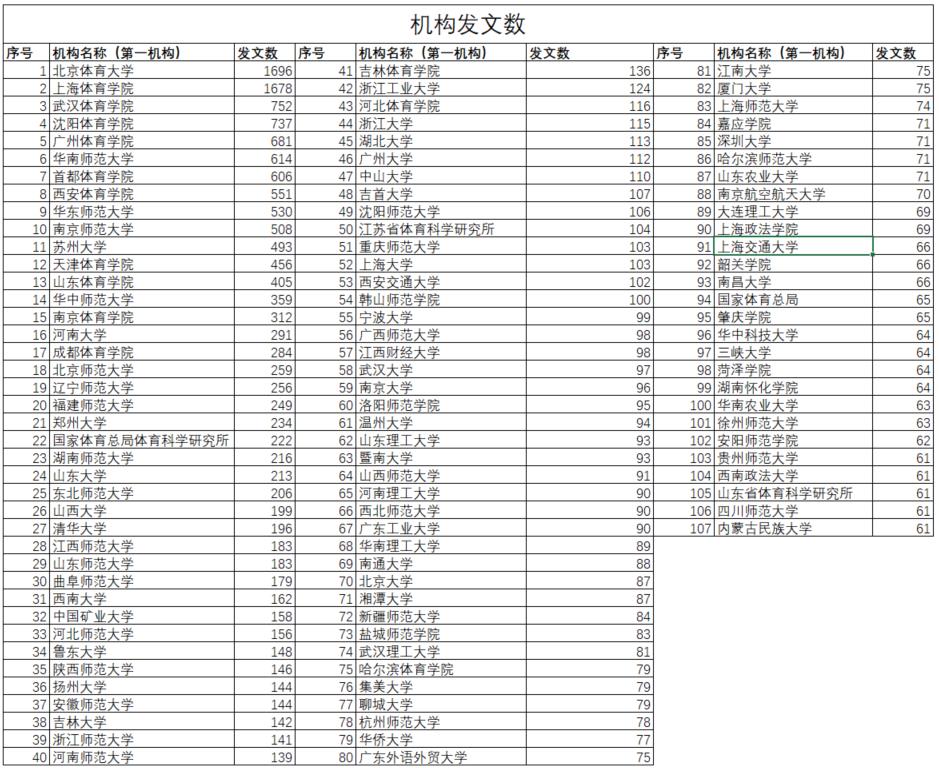 机构发文数
序号 机构名称（第一机构） 发文数 序号 机构名称（第一机构） 发文数 序号 机构名称（第一机构） 发文数
1 北京体育大学 1696 41 吉林体育学院 136 81 江南大学 75
2 上海体育学院 1678 42 浙江工业大学 124 82 厦门大学 75
3 武汉体育学院 752 43 河北体育学院 116 83 上海师范大学 74
4 沈阳体育学院 737 44 浙江大学 115 84 嘉应学院 71
5 广州体育学院 681 45 湖北大学 113 85 深圳大学 71
6 华南师范大学 614 46 广州大学 112 86 哈尔滨师范大学 71
7 首都体育学院 606 47 中山大学 110 87 山东农业大学 71
8 西安体育学院 551 48 吉首大学 107 88 南京航空航天大学 70
9 华东师范大学 530 49 沈阳师范大学 106 89 大连理工大学 69
10 南京师范大学 508 50 江苏省体育科学研究所 104 90 上海政法学院 69
11 苏州大学 493 51 重庆师范大学 103 91 上海交通大学 66
12 天津体育学院 456 52 上海大学 103 92 韶关学院 66
13 山东体育学院 405 53 西安交通大学 102 93 南昌大学 66
14 华中师范大学 359 54 韩山师范学院 100 94 国家体育总局 65
15 南京体育学院 312 55 宁波大学 99 95 肇庆学院 65
16 河南大学 291 56 广西师范大学 98 96 华中科技大学 64
17 成都体育学院 284 57 江西财经大学 98 97 三峡大学 64
18 北京师范大学 259 58 武汉大学 97 98 菏泽学院 64
19 辽宁师范大学 256 59 南京大学 96 99 湖南怀化学院 64
20 福建师范大学 249 60 洛阳师范学院 95 100 华南农业大学 63
21 郑州大学 234 61 温州大学 94 101 徐州师范大学 63
22 国家体育总局体育科学研究所 222 62 山东理工大学 93 102 安阳师范学院 62
23 湖南师范大学 216 63 暨南大学 93 103 贵州师范大学 61
24 山东大学 213 64 山西师范大学 91 104 西南政法大学 61
25 东北师范大学 206 65 河南理工大学 90 105 山东省体育科学研究所 61
26 山西大学 199 66 西北师范大学 90 106 四川师范大学 61
27 清华大学 196 67 广东工业大学 90 107 内蒙古民族大学 61
28 江西师范大学 183 68 华南理工大学 89
29 山东师范大学 183 69 南通大学 88
30 曲阜师范大学 179 70 北京大学 87
31 西南大学 162 71 湘潭大学 87
32 中国矿业大学 158 72 新疆师范大学 84
33 河北师范大学 156 73 盐城师范学院 83
34 鲁东大学 148 74 武汉理工大学 81
35 陕西师范大学 146 75 哈尔滨体育学院 79
36 扬州大学 144 76 集美大学 79
37 安徽师范大学 144 77 聊城大学 79
38 吉林大学 142 78 杭州师范大学 78
39 浙江师范大学 141 79 华侨大学 77
40 河南师范大学 139 80 广东外语外贸大学 75